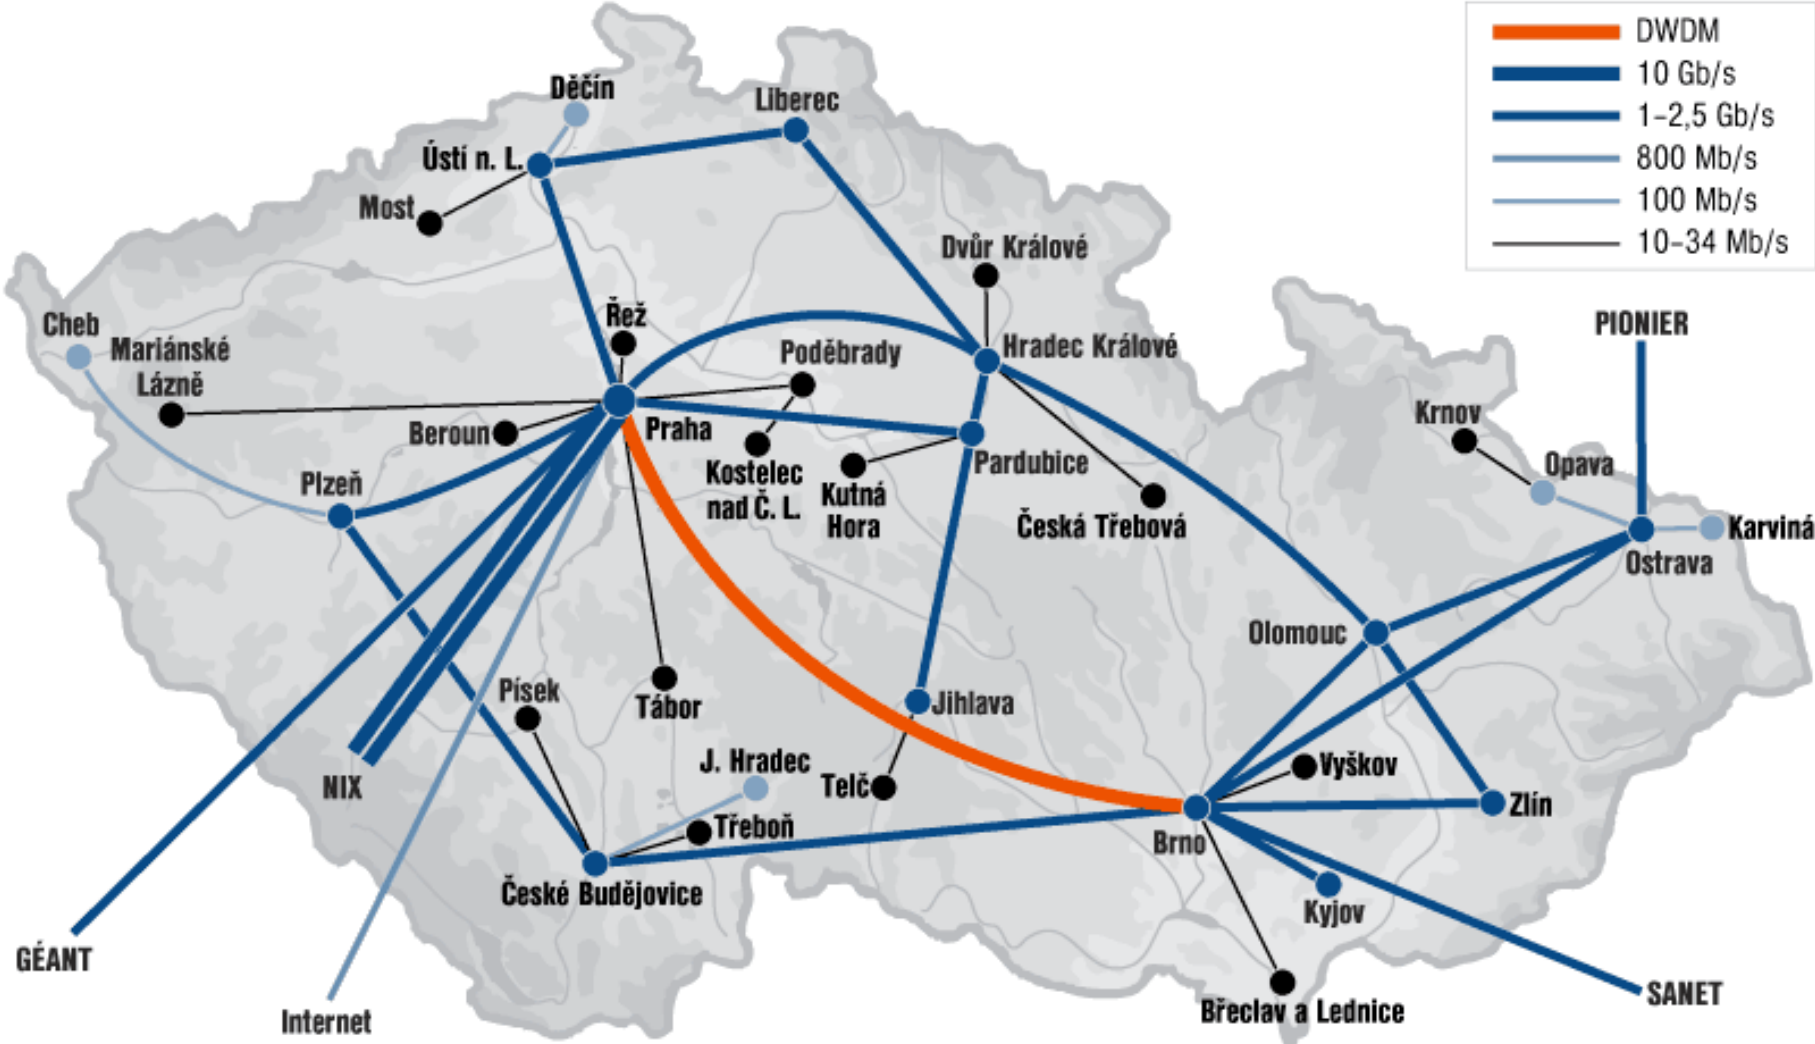 DWDM
10 Gb/s
1–2,5 Gb/s
800 Mb/s
100 Mb/s
10–34 Mb/s
Děčín
Liberec
Ústí n. L.
Most
Dvůr Králové
Řež
Cheb
Mariánské
Lázně
Poděbrady
Hradec Králové
PIONIER
Beroun
Praha
Krnov
Kostelec
nad Č. L.
Kutná
Hora
Pardubice
Opava
Plzeň
Česká Třebová
Karviná
Ostrava
Olomouc
Písek
Tábor
Jihlava
NIX
J. Hradec
Telč
Vyškov
Třeboň
Zlín
Brno
České Budějovice
Kyjov
GÉANT
SANET
Internet
Břeclav a Lednice